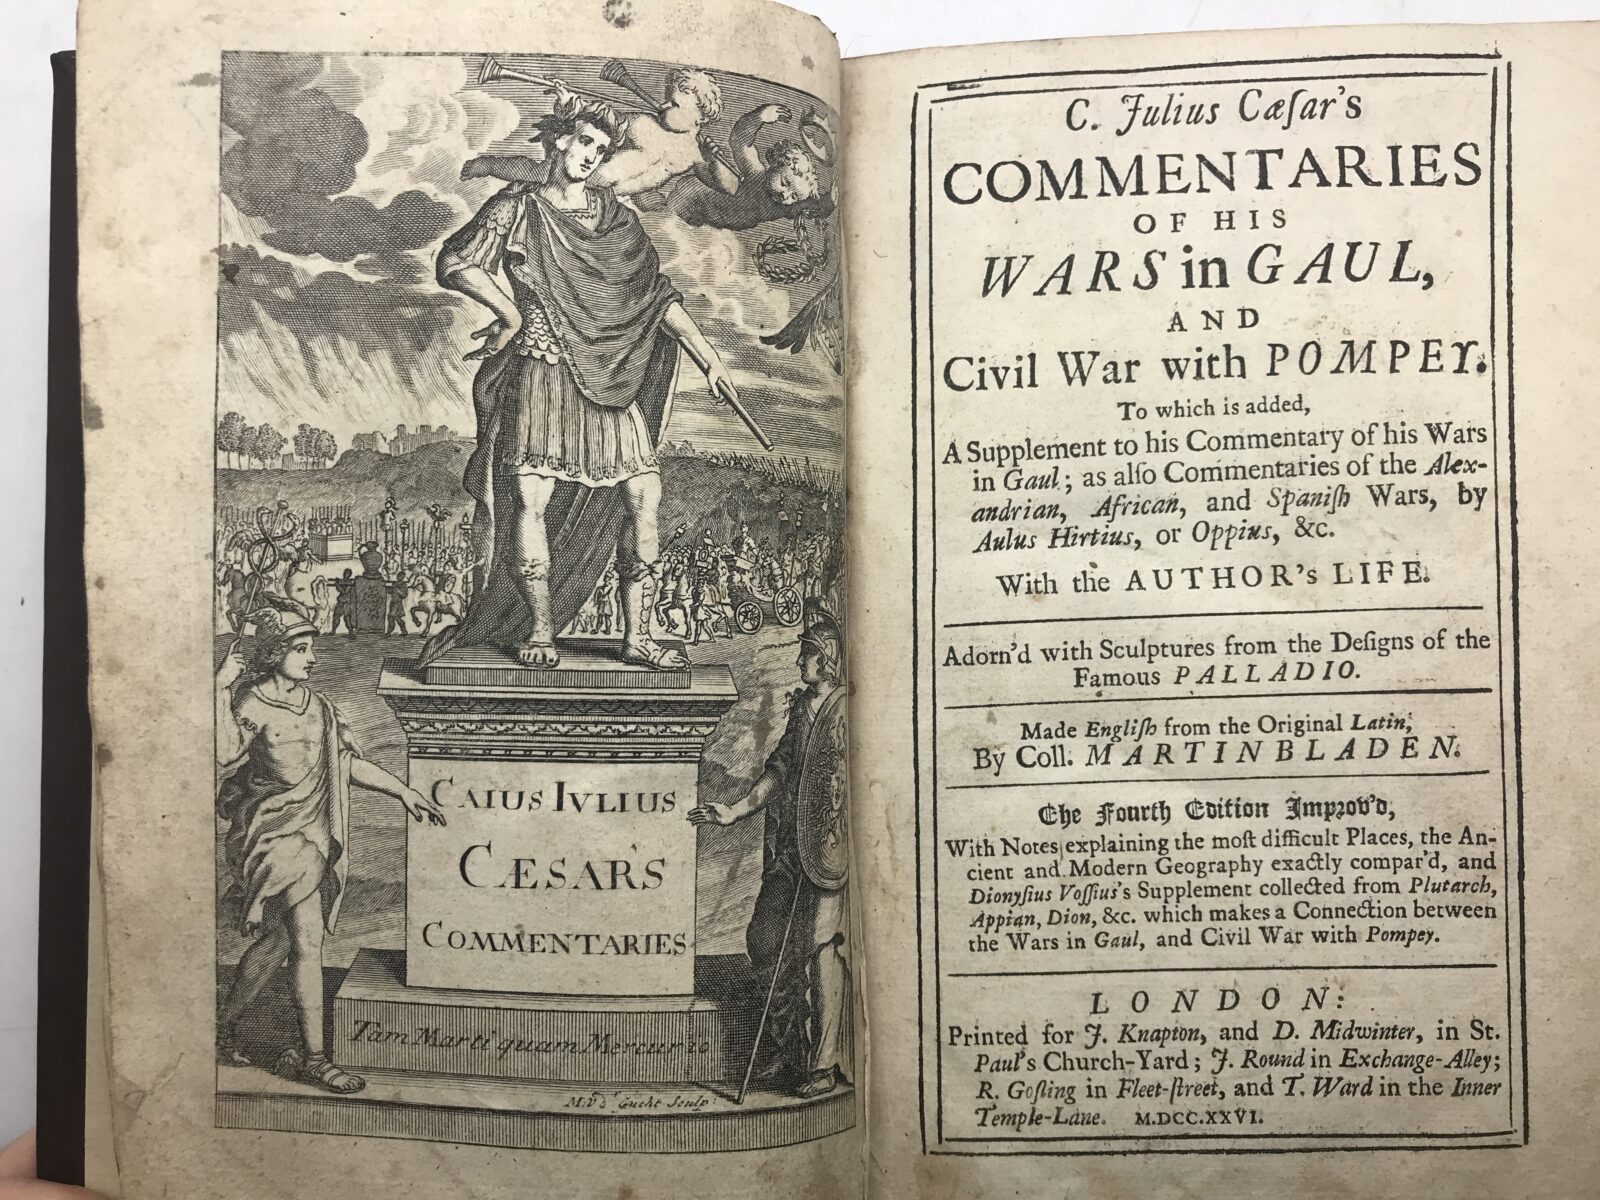 CAIUS IVLIUS
CÆSAR'S
COMMENTARIES
Tam Marti quam Mercurio
M. V.d Gucht Sculp:
C. Julius Cæſar's
COMMENTARIES
OF HIS
WARS in GAUL,
AND
Civil War with POMPEY.
To which is added,
A Supplement to his Commentary of his Wars
in Gaul; as alſo Commentaries of the Alex-
andrian, African, and Spaniſh Wars, by
Aulus Hirtius, or Oppius, &c.
With the AUTHOR's LIFE.
Adorn'd with Sculptures from the Deſigns of the
Famous PALLADIO.
Made Engliſh from the Original Latin,
By Coll. MARTIN BLADEN.
The Fourth Edition Improv'd,
With Notes explaining the moſt difficult Places, the An-
cient and Modern Geography exactly compar'd, and
Dionyſius Voſſius's Supplement collected from Plutarch,
Appian, Dion, &c. which makes a Connection between
the Wars in Gaul, and Civil War with Pompey.
LONDON:
Printed for J. Knapton, and D. Midwinter, in St.
Paul's Church-Yard; J. Round in Exchange-Alley;
R. Goſling in Fleet-ſtreet, and T. Ward in the Inner
Temple-Lane. M.DCC.XXVI.